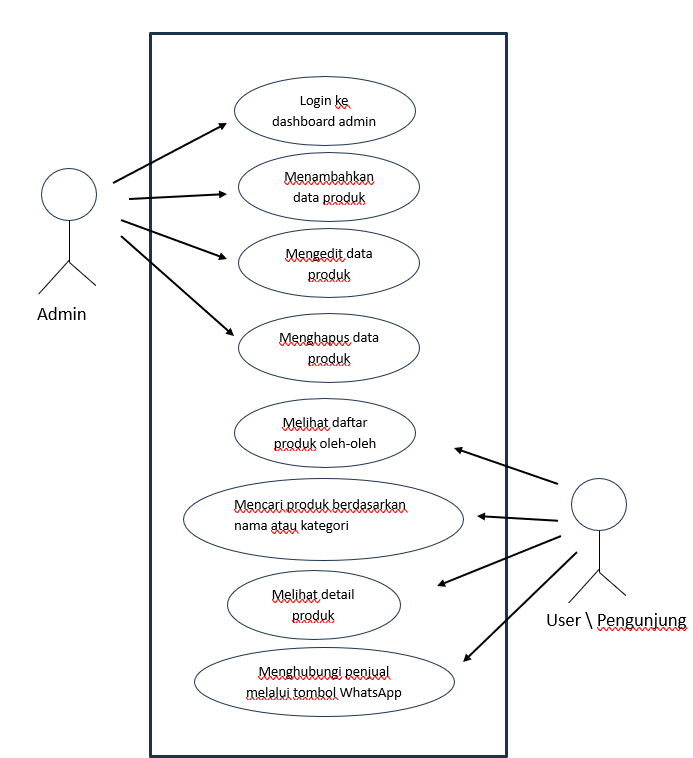 Login ke
dashboard admin
Menambahkan
data produk
Mengedit data
produk
Admin
Menghapus data
produk
Melihat daftar
produk oleh-oleh
Mencari produk berdasarkan
nama atau kategori
Melihat detail
produk
User \ Pengunjung
Menghubungi penjual
melalui tombol WhatsApp